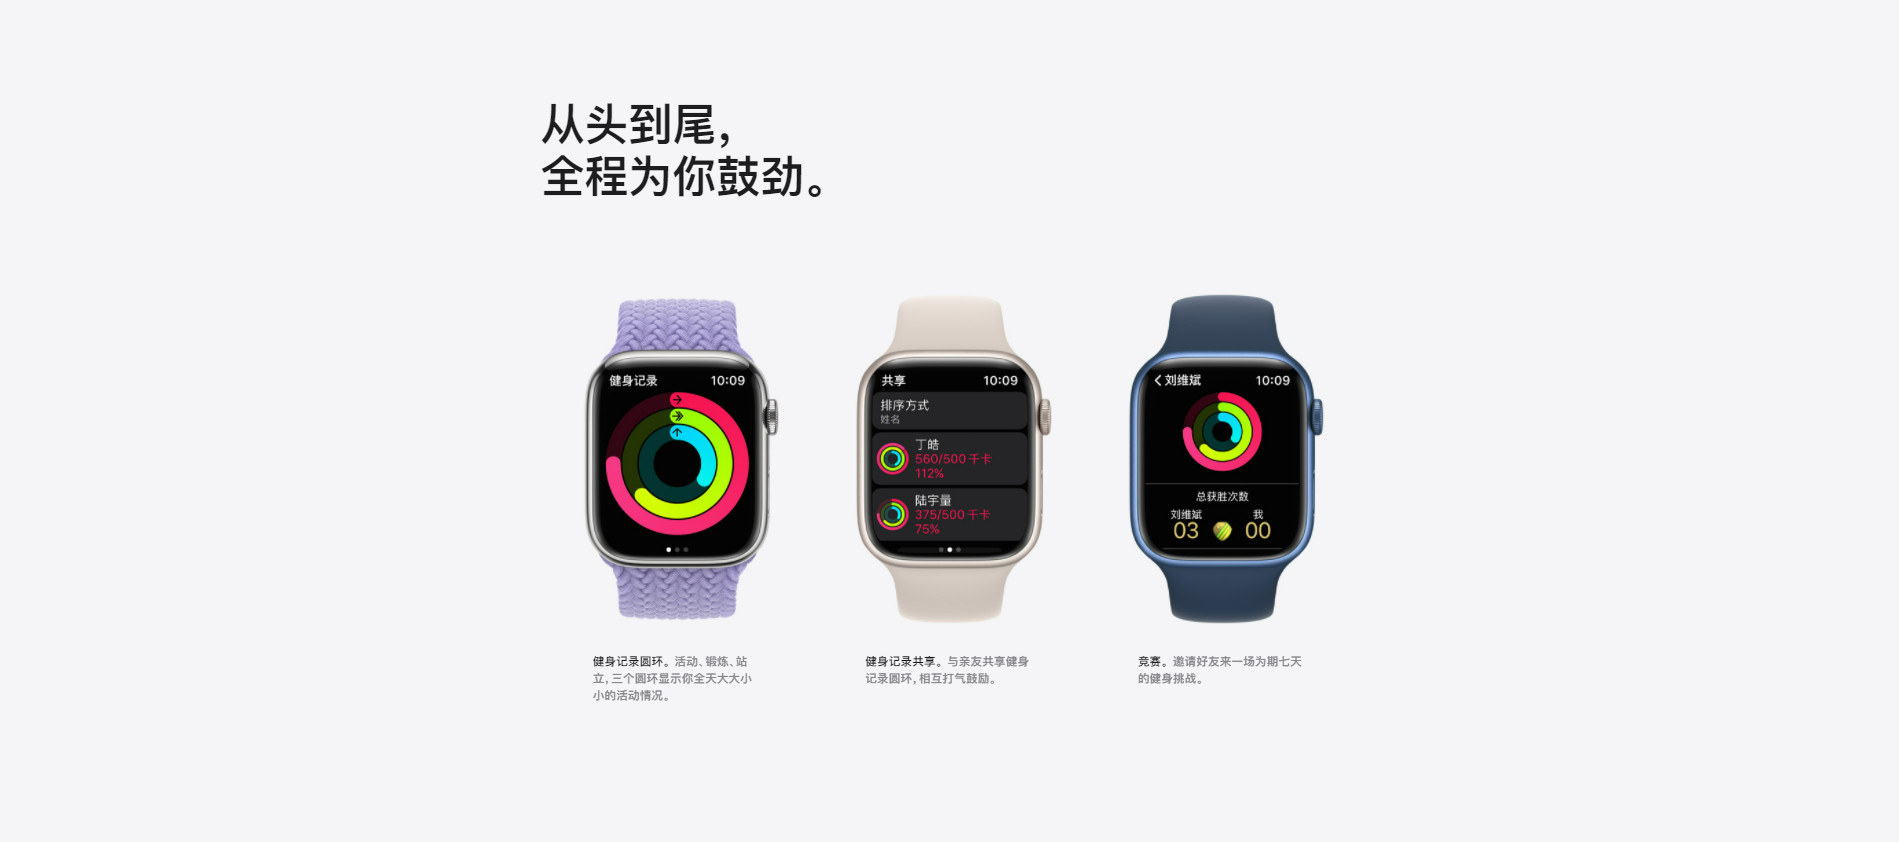 从头到尾，
全程为你鼓劲。
健身记录 10:09
共享 10:09
排序方式
姓名
丁皓
560/500 千卡
112%
陆宇量
375/500 千卡
75%
刘维斌 10:09
总获胜次数
刘维斌 我
03 00
健身记录圆环。活动、锻炼、站
立，三个圆环显示你全天大大小
小的活动情况。
健身记录共享。与亲友共享健身
记录圆环，相互打气鼓励。
竞赛。邀请好友来一场为期七天
的健身挑战。